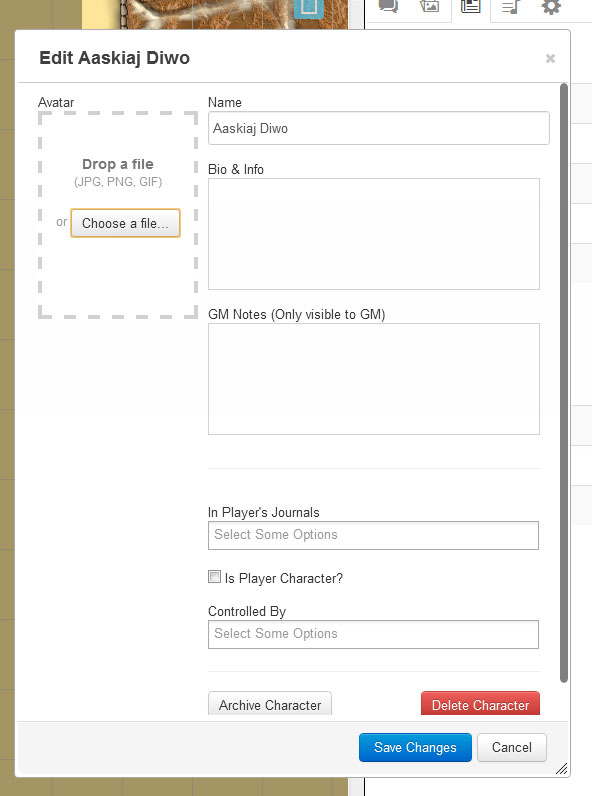 Edit Aaskiaj Diwo
×
Avatar
Drop a file
(JPG, PNG, GIF)
or Choose a file...
Name
Aaskiaj Diwo
Bio & Info
GM Notes (Only visible to GM)
In Player's Journals
Select Some Options
Is Player Character?
Controlled By
Select Some Options
Archive Character Delete Character
Save Changes Cancel